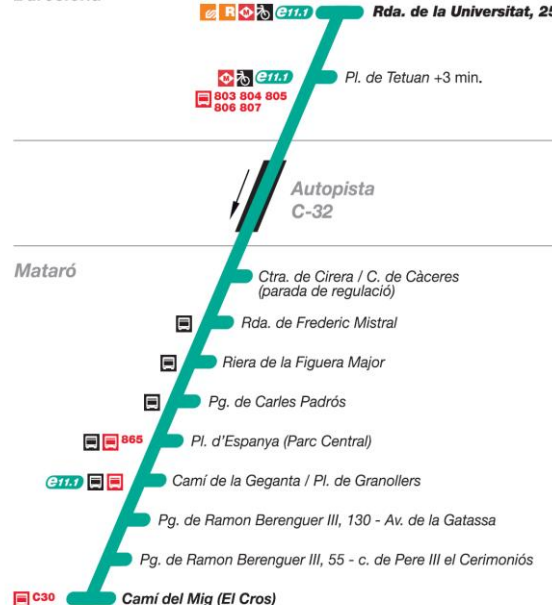 R M e11.1 Rda. de la Universitat, 25
M e11.1 Pl. de Tetuan +3 min.
803 804 805
806 807
Autopista
C-32
Mataró
Ctra. de Cirera / C. de Càceres
(parada de regulació)
Rda. de Frederic Mistral
Riera de la Figuera Major
Pg. de Carles Padrós
865 Pl. d'Espanya (Parc Central)
e11.1 Camí de la Geganta / Pl. de Granollers
Pg. de Ramon Berenguer III, 130 - Av. de la Gatassa
Pg. de Ramon Berenguer III, 55 - c. de Pere III el Cerimoniós
C30 Camí del Mig (El Cros)